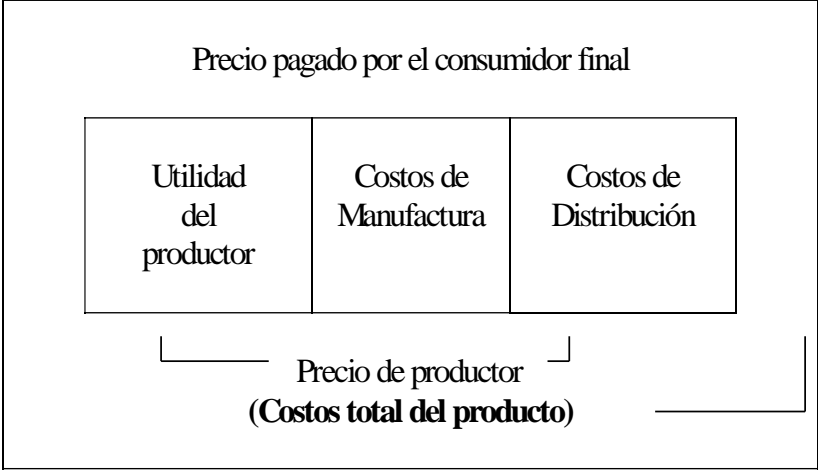 Precio pagado por el consumidor final
Utilidad
del
productor
Costos de
Manufactura
Costos de
Distribución
Precio de productor
(Costos total del producto)